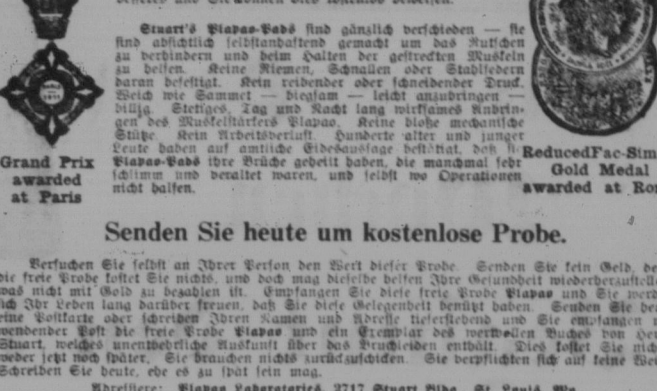 Stuart's Plapao-Pads sind gänzlich verschieden — sie
sind absichtlich selbstanhaftend gemacht um das Rutschen
zu verhindern und beim Halten der gestreckten Muskeln
zu helfen. Keine Riemen, Schnallen oder Stahlfedern
daran befestigt. Kein reibender oder schneidender Druck.
Weich wie Sammet — biegsam — leicht anzubringen —
billig. Stetiges, Tag und Nacht lang wirksames Anbrin-
gen des Muskelstärkers Plapao. Keine bloße mechanische
Stütze. Kein Arbeitsverlust. Hunderte alter und junger
Leute haben auf amtliche Eidesaussage bestätigt, daß
Plapao-Pads ihre Brüche geheilt haben, die manchmal sehr
schlimm und veraltet waren, und selbst wo Operationen
nicht halfen.
Grand Prix
awarded
at Paris
Reduced Fac-Sim
Gold Medal
awarded at Ro
Senden Sie heute um kostenlose Probe.
Versuchen Sie selbst an Ihrer Person den Wert dieser Probe. Senden Sie kein Geld,
die freie Probe kostet Sie nichts, und doch mag dieselbe helfen Ihre Gesundheit
was nicht mit Gold zu bezahlen ist. Empfangen Sie diese freie Probe Plapao und Sie
sich Ihr Leben lang darüber freuen, daß Sie diese Gelegenheit benützt haben. Senden Sie
eine Postkarte oder schreiben Ihren Namen und Adresse tieferstehend und Sie empfangen
wendender Post die freie Probe Plapao und ein Exemplar des wertvollen Buches von
Stuart, welches unentbehrliche Auskunft über das Bruchleiden enthält. Dies kostet Sie
weder jetzt noch später. Sie brauchen nichts zurückzuschicken. Sie verpflichten sich auf keine
Schreiben Sie heute, ehe es zu spät sein mag.
Adressiere: Plapao Laboratories, 2717 Stuart Bldg., St. Louis, Mo.